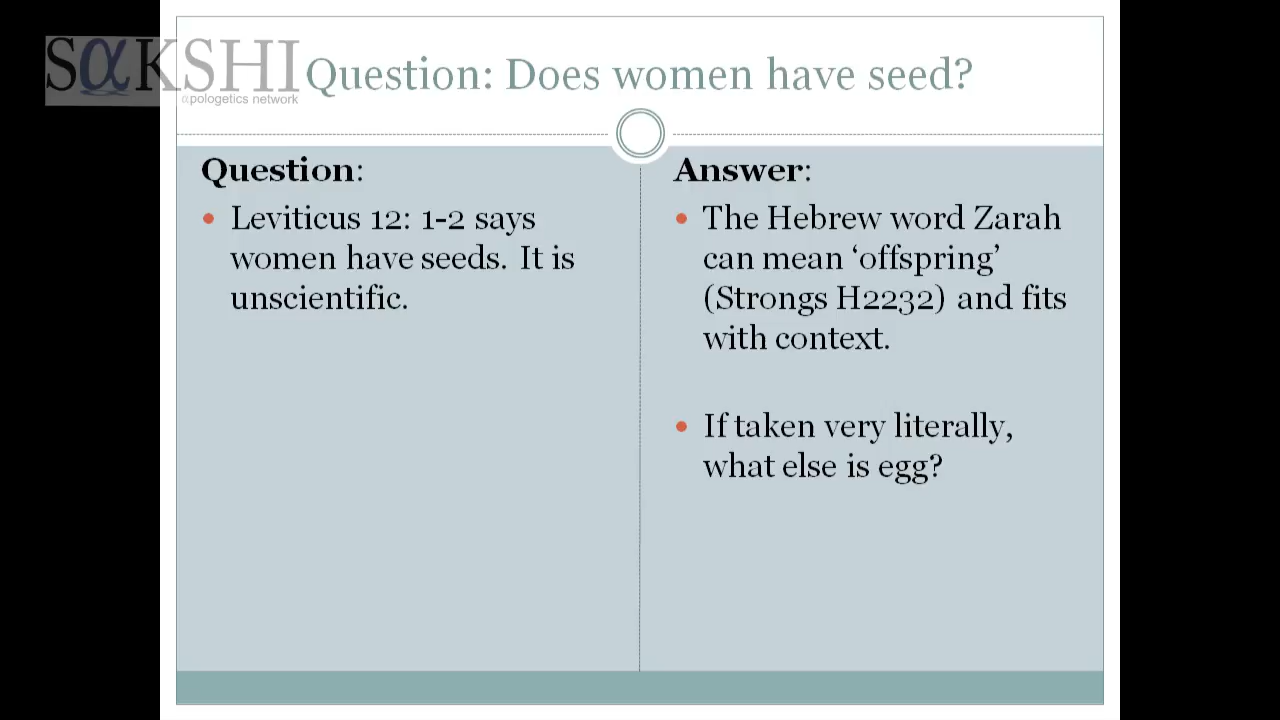 SαKSHI
αpologetics network
Question: Does women have seed?
Question:
• Leviticus 12: 1-2 says
women have seeds. It is
unscientific.
Answer:
• The Hebrew word Zarah
can mean ‘offspring’
(Strongs H2232) and fits
with context.
• If taken very literally,
what else is egg?